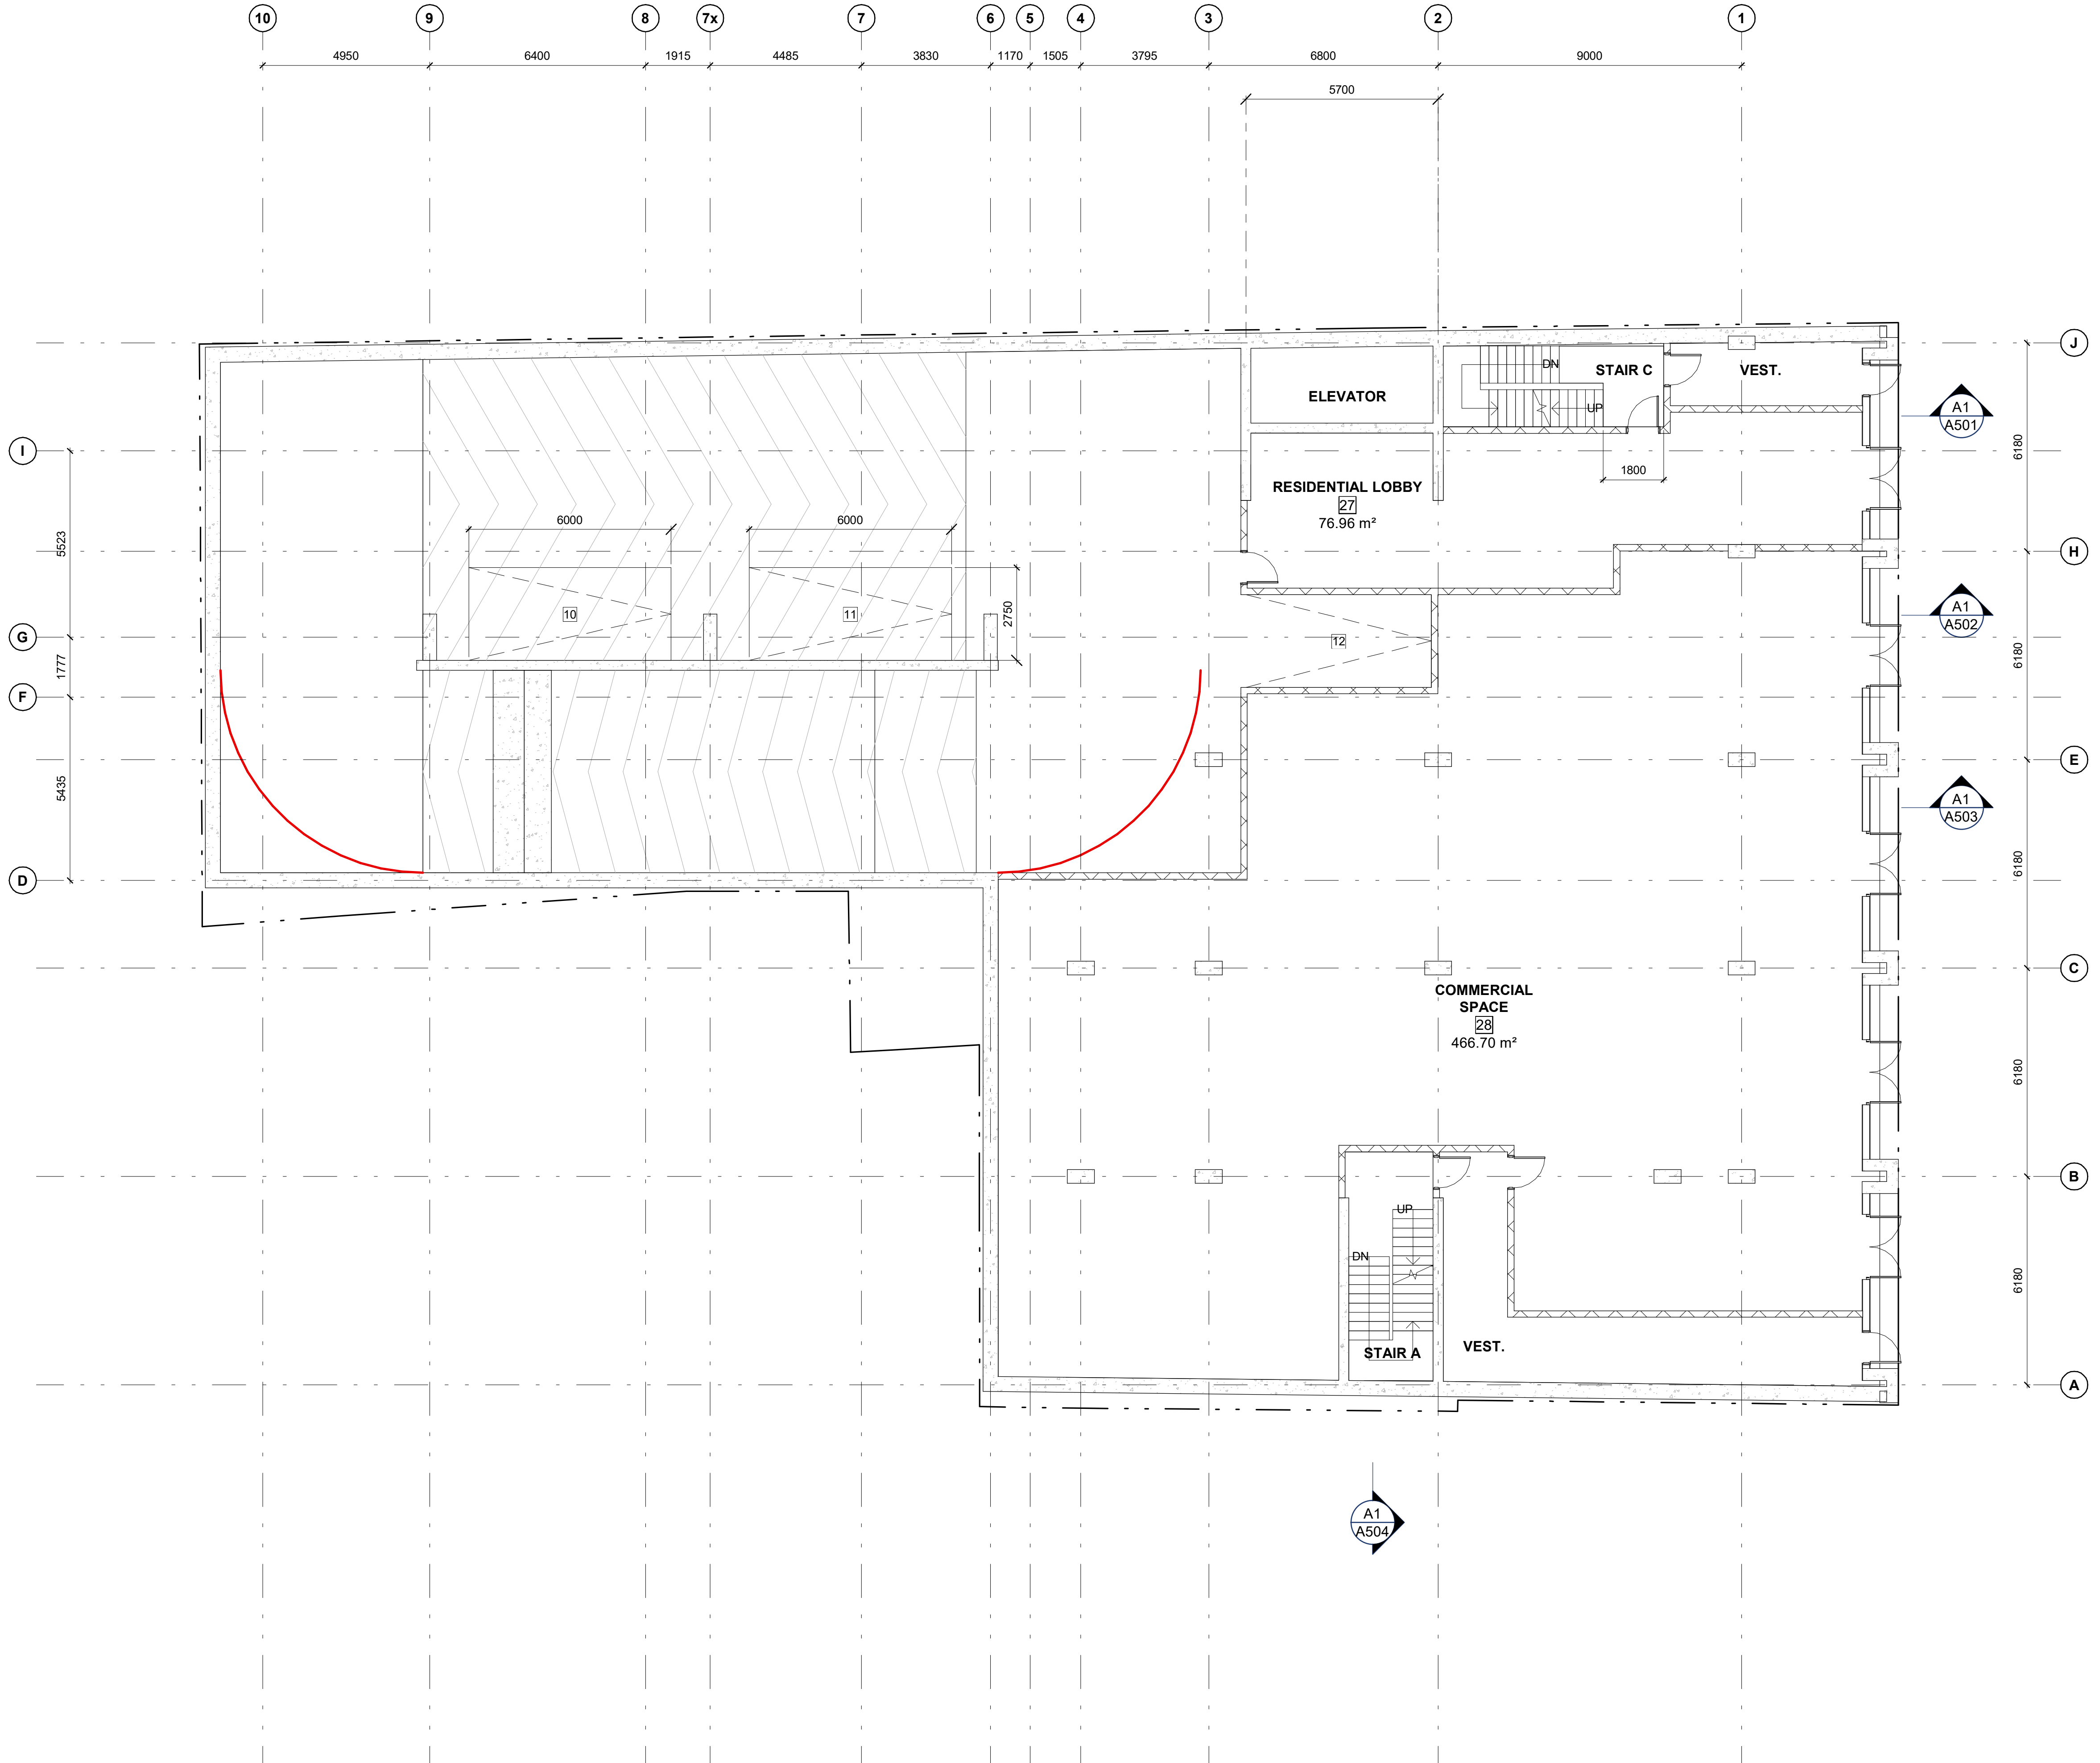 10 9 8 7x 7 6 5 4 3 2 1
4950 6400 1915 4485 3830 1170 1505 3795 6800 9000
5700
J
DN STAIR C VEST.
ELEVATOR
UP
A1
A501
I
6180
1800
RESIDENTIAL LOBBY
27
76.96 m²
6000 6000
5523
H
10 11 2750
A1
A502
G
12
1777
6180
F
E
5435
A1
A503
6180
D
C
COMMERCIAL
SPACE
28
466.70 m²
6180
B
UP
DN
6180
STAIR A VEST.
A
A1
A504